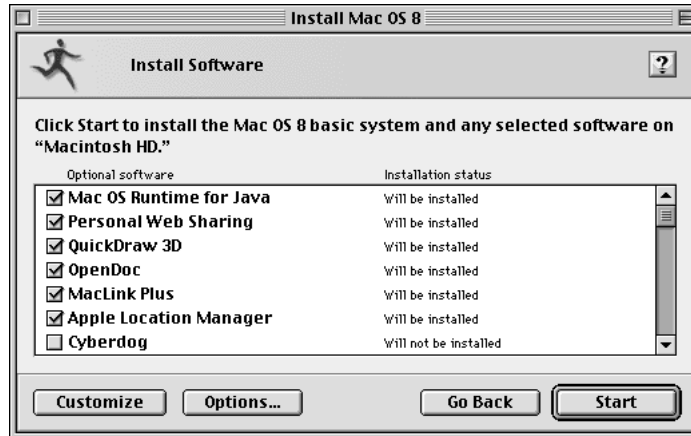 Install Mac OS 8
Install Software
?
Click Start to install the Mac OS 8 basic system and any selected software on
“Macintosh HD.”
Optional software Installation status
Mac OS Runtime for Java Will be installed
Personal Web Sharing Will be installed
QuickDraw 3D Will be installed
OpenDoc Will be installed
MacLink Plus Will be installed
Apple Location Manager Will be installed
Cyberdog Will not be installed
Customize Options... Go Back Start